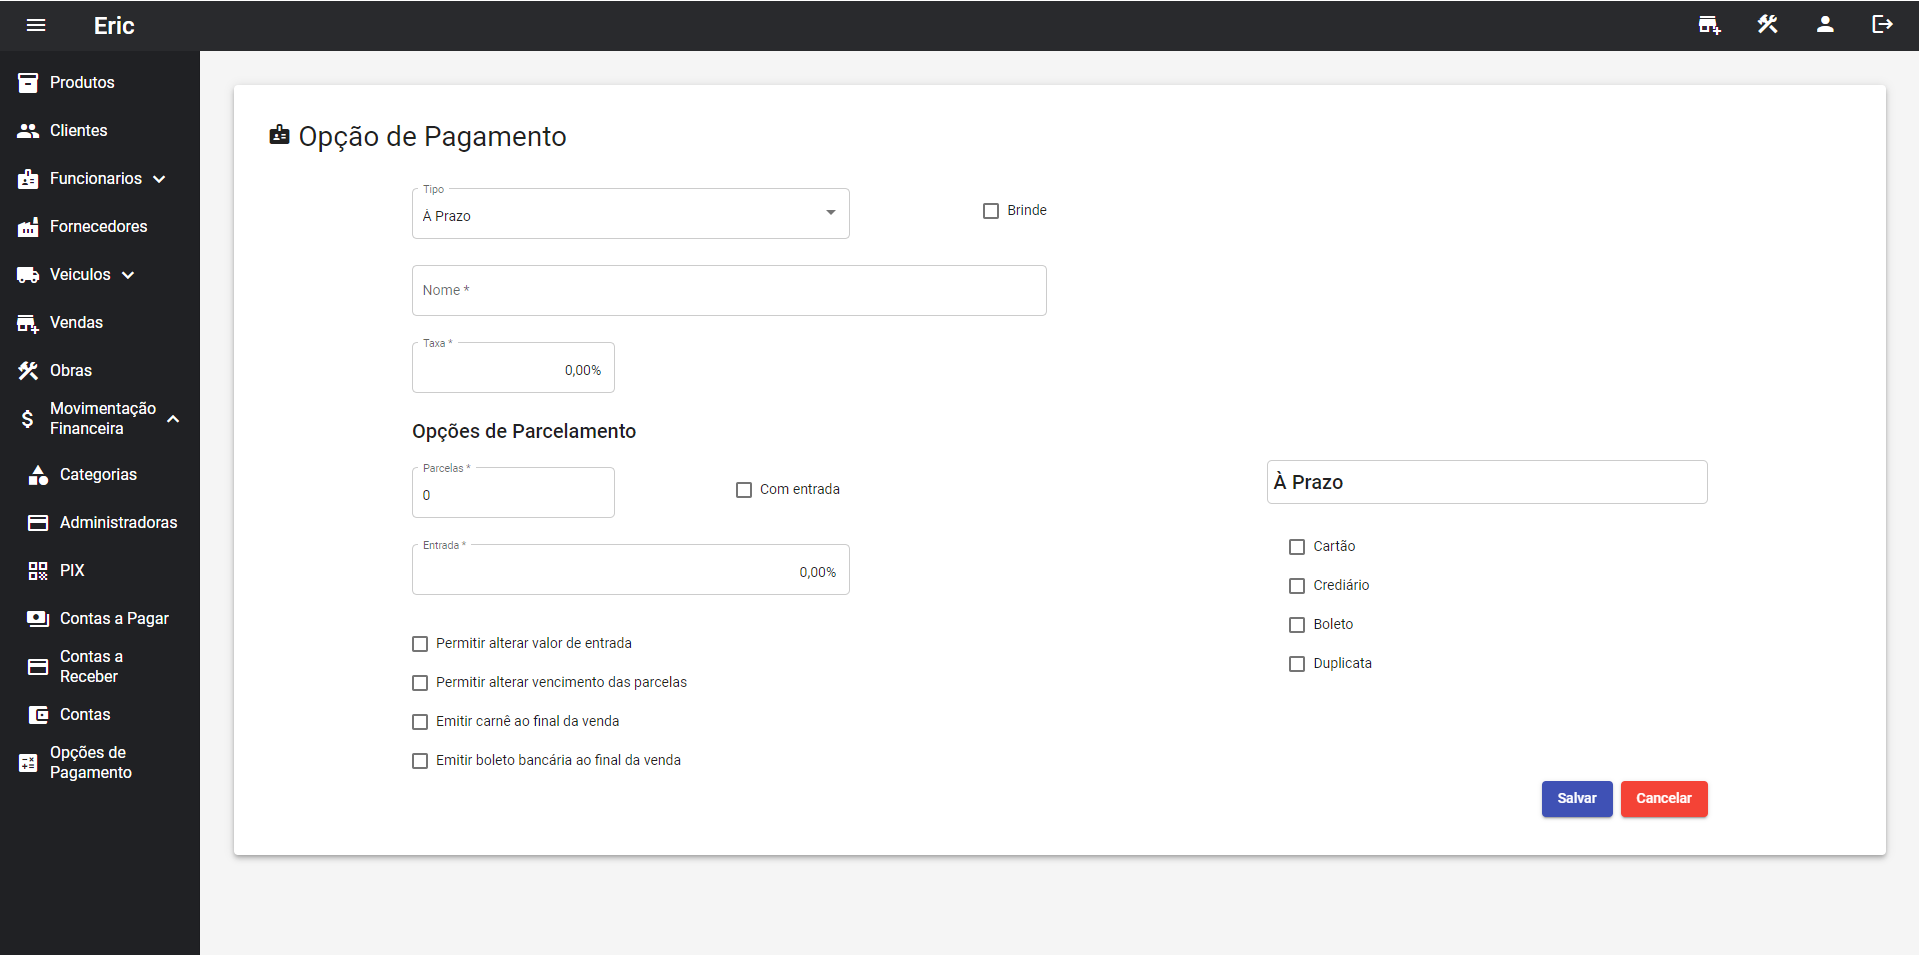 Eric
Produtos
Clientes
Funcionarios
Fornecedores
Veiculos
Vendas
Obras
Movimentação
Financeira
Categorias
Administradoras
PIX
Contas a Pagar
Contas a
Receber
Contas
Opções de
Pagamento
Opção de Pagamento
Tipo
À Prazo
Brinde
Nome *
Taxa *
0,00%
Opções de Parcelamento
Parcelas *
0
Com entrada
Entrada *
0,00%
Permitir alterar valor de entrada
Permitir alterar vencimento das parcelas
Emitir carnê ao final da venda
Emitir boleto bancária ao final da venda
À Prazo
Cartão
Crediário
Boleto
Duplicata
Salvar
Cancelar